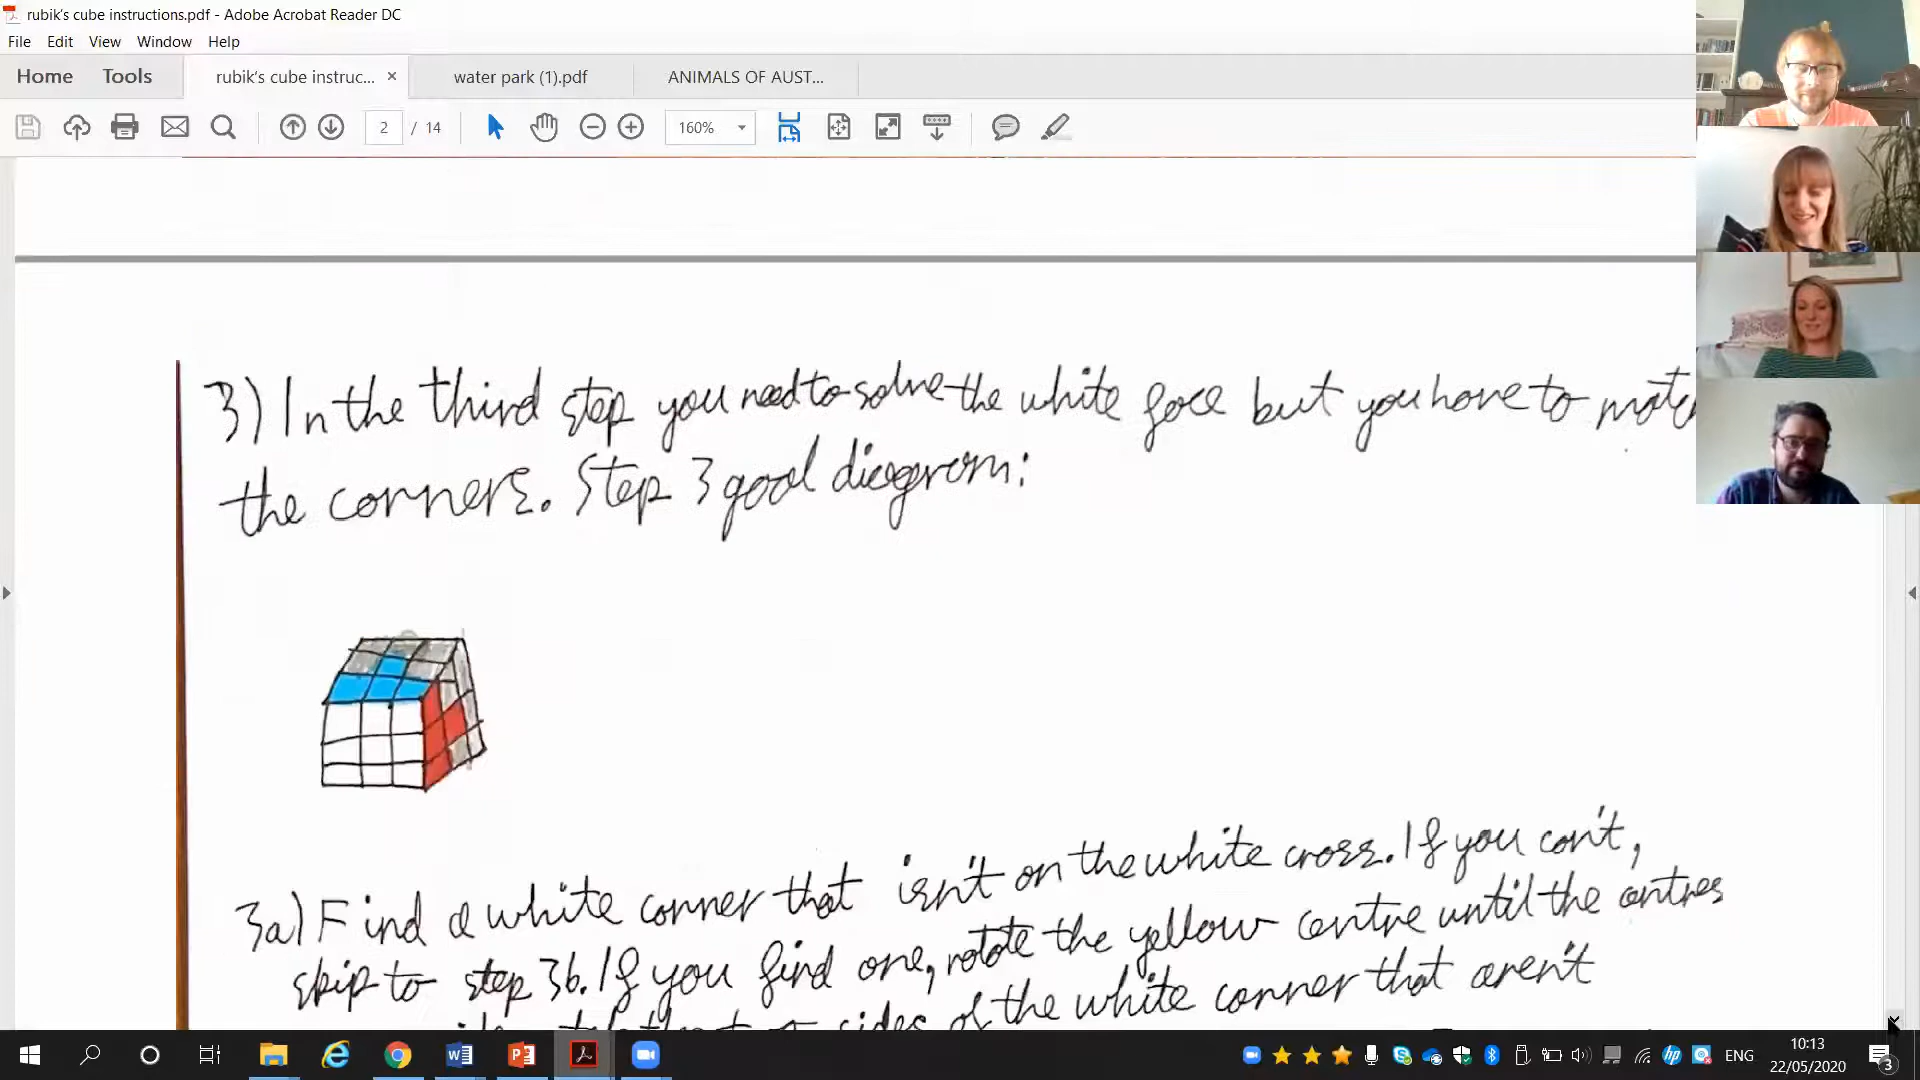 rubik's cube instructions.pdf - Adobe Acrobat Reader DC
File Edit View Window Help
Home Tools rubik's cube instruc... × water park (1).pdf ANIMALS OF AUST...
2 / 14 160%
3) In the third step you need to solve the white face but you have to matc
the corners. Step 3 goal diagram:
3a) Find a white corner that isn't on the white cross. If you can't,
skip to step 3b. If you find one, rotate the yellow centre until the centres
sides of the white corner that aren't
ENG
10:13
22/05/2020
3